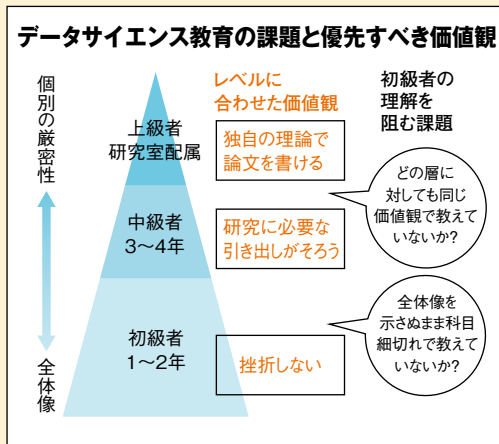 データサイエンス教育の課題と優先すべき価値観
個別の厳密性
全体像
上級者
研究室配属
中級者
3〜4年
初級者
1〜2年
レベルに
合わせた価値観
独自の理論で
論文を書ける
研究に必要な
引き出しがそろう
挫折しない
初級者の
理解を
阻む課題
どの層に
対しても同じ
価値観で教えて
いないか?
全体像を
示さぬまま科目
細切れで教えて
いないか?